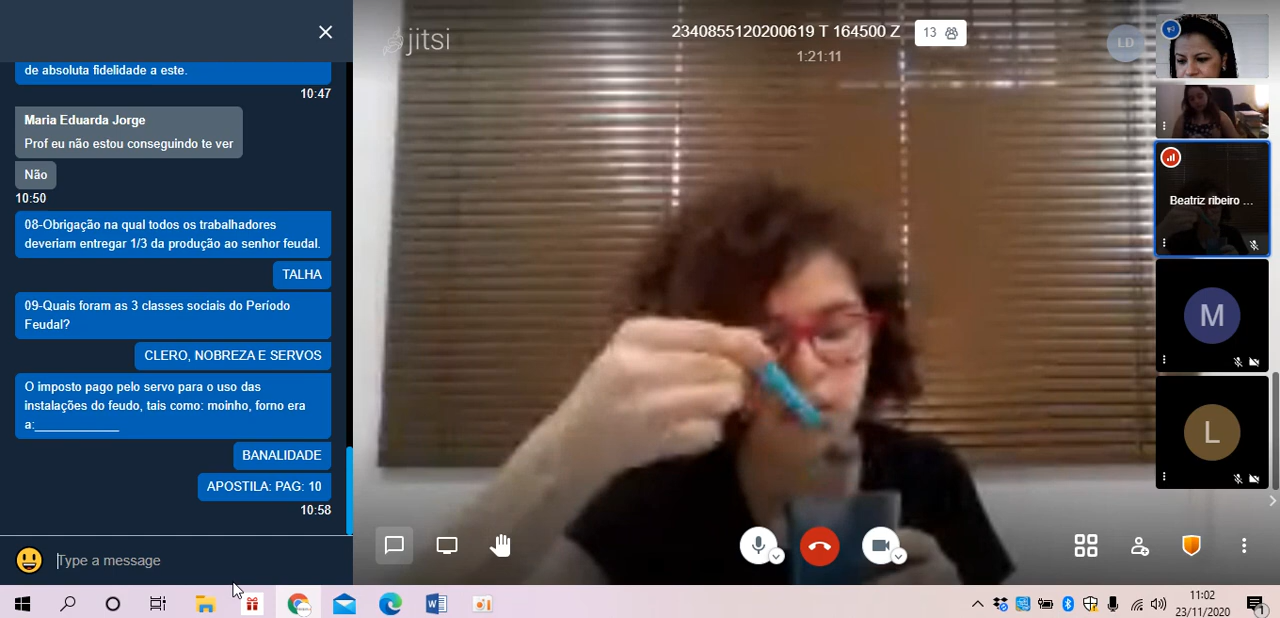 de absoluta fidelidade a este.
10:47
Maria Eduarda Jorge
Prof eu não estou conseguindo te ver
Não
10:50
08-Obrigação na qual todos os trabalhadores
deveriam entregar 1/3 da produção ao senhor feudal.
TALHA
09-Quais foram as 3 classes sociais do Período
Feudal?
CLERO, NOBREZA E SERVOS
O imposto pago pelo servo para o uso das
instalações do feudo, tais como: moinho, forno era
a:______________
BANALIDADE
APOSTILA: PAG: 10
10:58
Type a message
jitsi
2340855120200619 T 164500 Z
13
1:21:11
LD
Beatriz ribeiro ...
M
L
11:02
23/11/2020
1